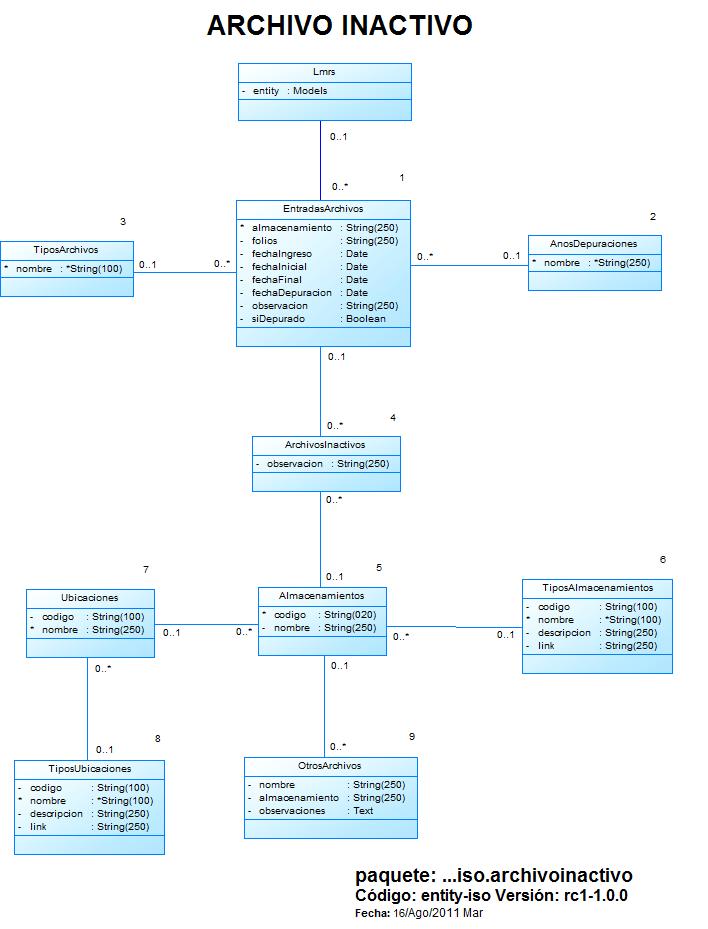 ARCHIVO INACTIVO
Lmrs
- entity : Models
0..1
0..*
1
EntradasArchivos
* almacenamiento : String(250)
- folios : String(250)
- fechaIngreso : Date
- fechaInicial : Date
- fechaFinal : Date
- fechaDepuracion : Date
- observacion : String(250)
- siDepurado : Boolean
3
TiposArchivos
* nombre : *String(100)
0..1
0..*
2
AnosDepuraciones
* nombre : *String(250)
0..*
0..1
0..1
0..*
4
ArchivosInactivos
- observacion : String(250)
0..*
0..1
5
Almacenamientos
* codigo : String(020)
- nombre : String(250)
7
Ubicaciones
- codigo : String(100)
* nombre : String(250)
0..1
0..*
6
TiposAlmacenamientos
- codigo : String(100)
* nombre : *String(100)
- descripcion : String(250)
- link : String(250)
0..*
0..1
0..*
0..1
8
TiposUbicaciones
- codigo : String(100)
* nombre : *String(100)
- descripcion : String(250)
- link : String(250)
0..1
0..*
9
OtrosArchivos
- nombre : String(250)
- almacenamiento : String(250)
- observaciones : Text
paquete: ...iso.archivoinactivo
Código: entity-iso Versión: rc1-1.0.0
Fecha: 16/Ago/2011 Mar